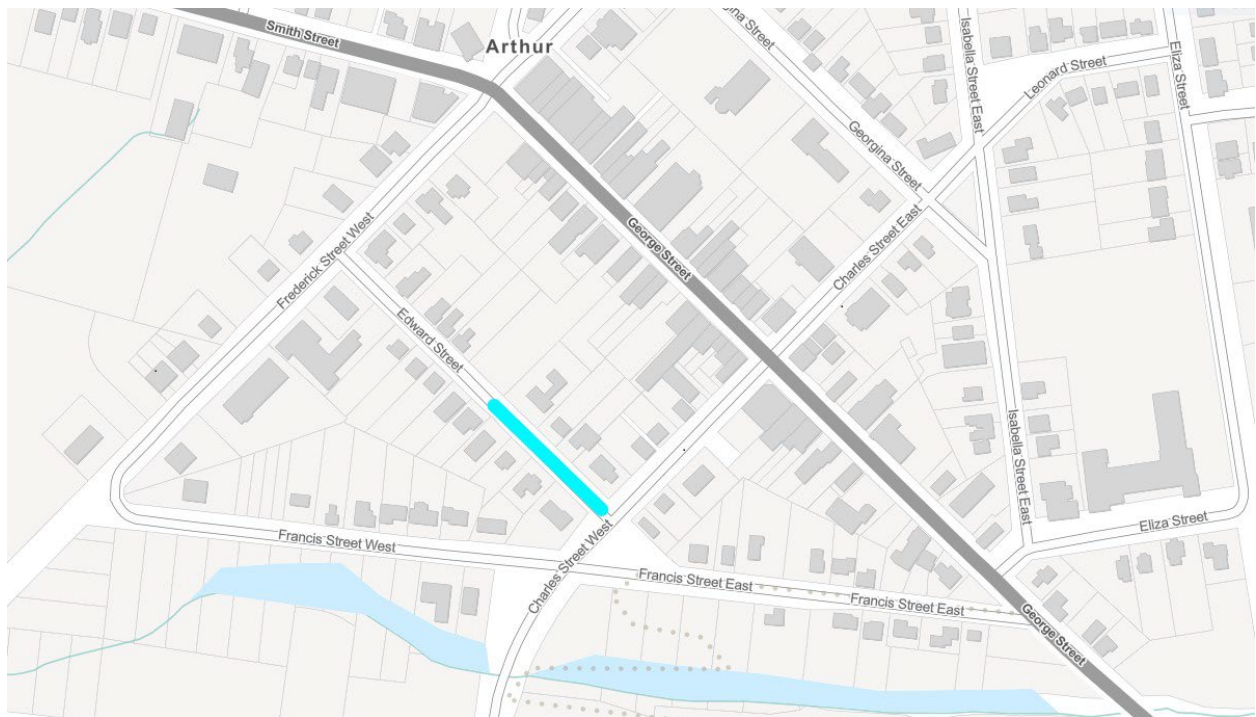 Smith Street
Arthur
Georgina Street
Isabella Street East
Leonard Street
Eliza Street
Georgina Street
Frederick Street West
George Street
Charles Street East
Edward Street
Isabella Street East
Eliza Street
Francis Street West
Charles Street West
Francis Street East
Francis Street East
George Street